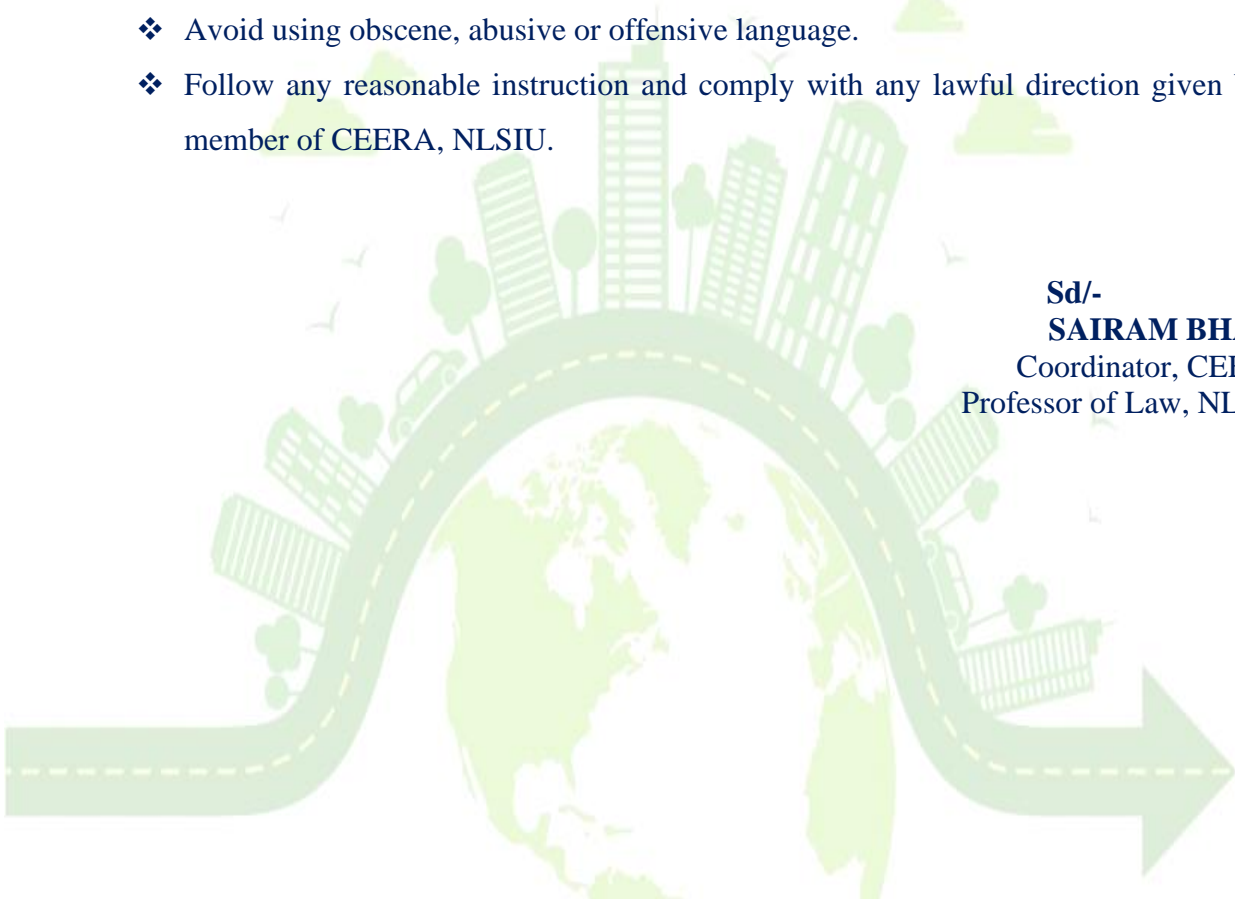 ❖ Avoid using obscene, abusive or offensive language.
❖ Follow any reasonable instruction and comply with any lawful direction given
member of CEERA, NLSIU.
Sd/-
SAIRAM
Coordinator,
Professor of Law,